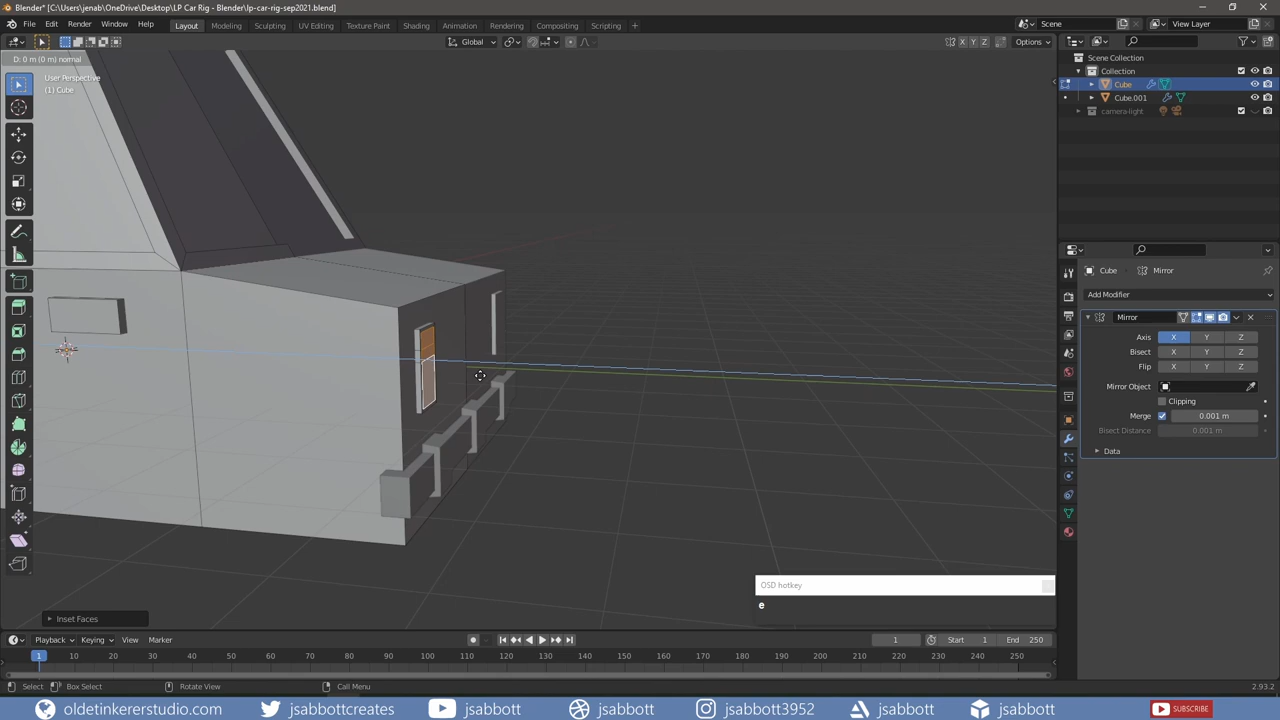 Blender* [C:\Users\jenab\OneDrive\Desktop\LP Car Rig - Blender\lp-car-rig-sep2021.blend]
File Edit Render Window Help Layout Modeling Sculpting UV Editing Texture Paint Shading Animation Rendering Compositing Scripting Scene View Layer
Global X Y Z Options
D: 0 m (0 m) normal
User Perspective
(1) Cube
Scene Collection
Collection
Cube
Cube.001
camera-light
Cube Mirror
Add Modifier
Mirror
Axis X Y Z
Bisect X Y Z
Flip X Y Z
Mirror Object
Clipping
Merge 0.001 m
Bisect Distance 0.001 m
Data
OSD hotkey
e
Inset Faces
Playback Keying View Marker 1 Start 1 End 250
1 10 20 30 40 50 60 70 80 90 100 110 120 130 140 150 160 170 180 190 200 210 220 230 240 250
Select Box Select Rotate View Call Menu 2.93.2
oldetinkererstudio.com jsabbottcreates jsabbott jsabbott jsabbott3952 jsabbott jsabbott SUBSCRIBE